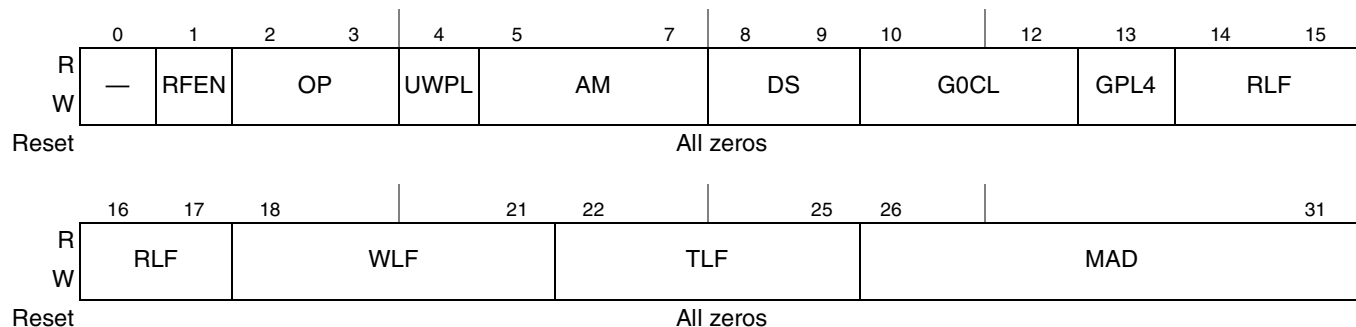 0 1 2 3 4 5 7 8 9 10 12 13 14 15
R
— RFEN OP UWPL AM DS G0CL GPL4 RLF
W
Reset All zeros
16 17 18 21 22 25 26 31
R
RLF WLF TLF MAD
W
Reset All zeros